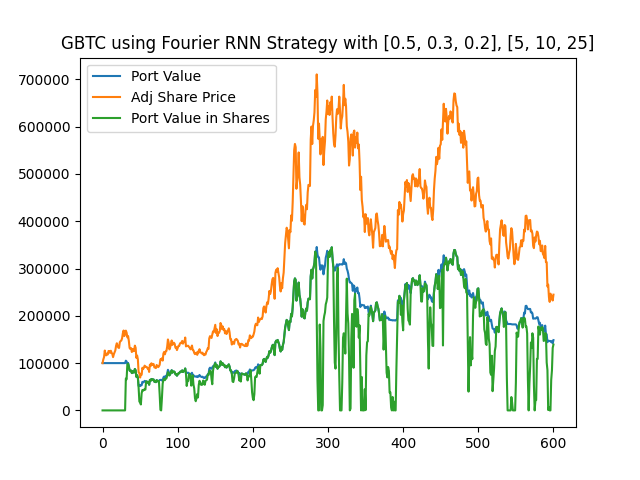 GBTC using Fourier RNN Strategy with [0.5, 0.3, 0.2], [5, 10, 25]
Port Value
Adj Share Price
Port Value in Shares
700000
600000
500000
400000
300000
200000
100000
0
0 100 200 300 400 500 600